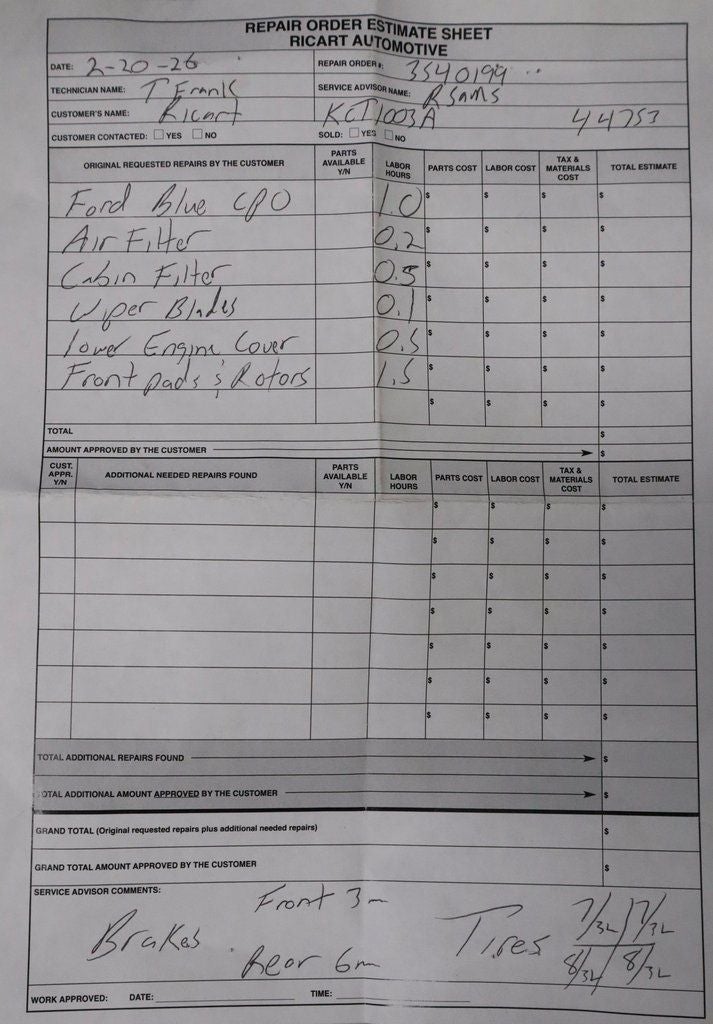 REPAIR ORDER ESTIMATE SHEET
RICART AUTOMOTIVE
DATE: 2-20-26 REPAIR ORDER#: 3540199
TECHNICIAN NAME: T Frank SERVICE ADVISOR NAME: R Sams
CUSTOMER'S NAME: Ricart KCT1003A 44753
CUSTOMER CONTACTED: YES NO SOLD: YES NO
ORIGINAL REQUESTED REPAIRS BY THE CUSTOMER PARTS AVAILABLE Y/N LABOR HOURS PARTS COST LABOR COST TAX & MATERIALS COST TOTAL ESTIMATE
Ford Blue CPO 1.0 $ $ $ $
Air Filter 0.2 $ $ $ $
Cabin Filter 0.5 $ $ $ $
Wiper Blades 0.1 $ $ $ $
lower Engine Cover 0.5 $ $ $ $
Front pads & Rotors 1.5 $ $ $ $
$ $ $ $
TOTAL $
AMOUNT APPROVED BY THE CUSTOMER $
CUST. APPR. Y/N ADDITIONAL NEEDED REPAIRS FOUND PARTS AVAILABLE Y/N LABOR HOURS PARTS COST LABOR COST TAX & MATERIALS COST TOTAL ESTIMATE
$ $ $ $
$ $ $ $
$ $ $ $
$ $ $ $
$ $ $ $
$ $ $ $
$ $ $ $
TOTAL ADDITIONAL REPAIRS FOUND $
OTAL ADDITIONAL AMOUNT APPROVED BY THE CUSTOMER $
GRAND TOTAL (Original requested repairs plus additional needed repairs) $
GRAND TOTAL AMOUNT APPROVED BY THE CUSTOMER $
SERVICE ADVISOR COMMENTS:
Front 3m 7/32 7/32
Brakes Tires
Rear 6m 8/32 8/32
WORK APPROVED: DATE: TIME: